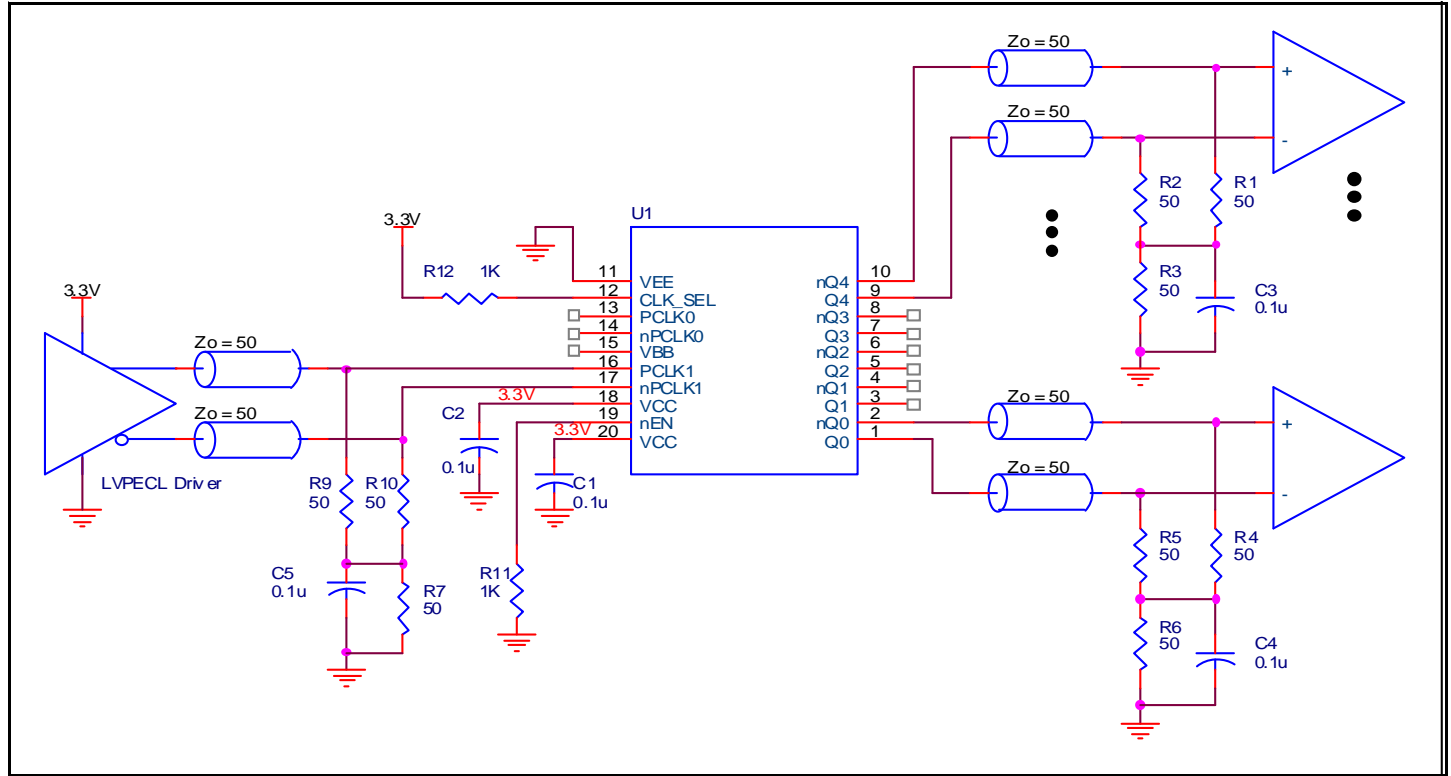 Zo = 50
+
Zo = 50
-
R2
50
R1
50
R3
50
C3
0.1u
U1
3.3V
R12 1K
11 VEE
12 CLK_SEL
13 PCLK0
14 nPCLK0
15 VBB
16 PCLK1
17 nPCLK1
18 VCC
19 nEN
20 VCC
nQ4 10
Q4 9
nQ3 8
Q3 7
nQ2 6
Q2 5
nQ1 4
Q1 3
nQ0 2
Q0 1
3.3V
Zo = 50
Zo = 50
LVPECL Driver
3.3V
C2
0.1u
3.3V
C1
0.1u
R9
50
R10
50
C5
0.1u
R7
50
R11
1K
Zo = 50
+
Zo = 50
-
R5
50
R4
50
R6
50
C4
0.1u